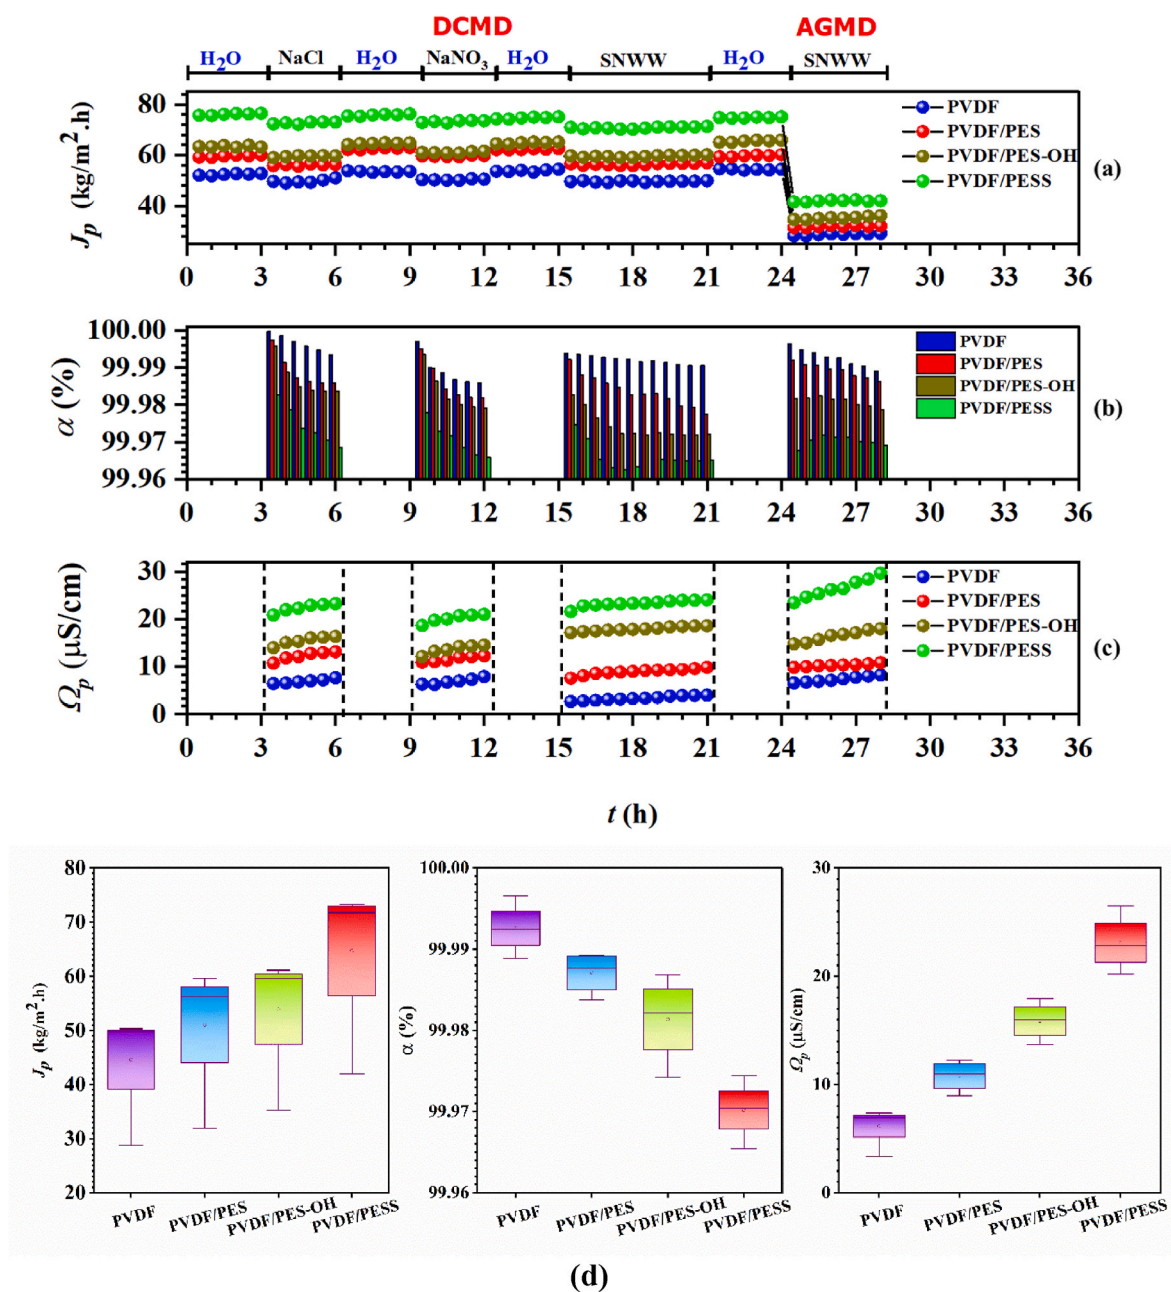 DCMD AGMD
H2O NaCl H2O NaNO3 H2O SNWW H2O SNWW
Jp (kg/m².h)
80
60
40
PVDF
PVDF/PES
PVDF/PES-OH
PVDF/PESS
(a)
0 3 6 9 12 15 18 21 24 27 30 33 36
α (%)
100.00
99.99
99.98
99.97
99.96
PVDF
PVDF/PES
PVDF/PES-OH
PVDF/PESS
(b)
0 3 6 9 12 15 18 21 24 27 30 33 36
Ωp (μS/cm)
30
20
10
0
PVDF
PVDF/PES
PVDF/PES-OH
PVDF/PESS
(c)
0 3 6 9 12 15 18 21 24 27 30 33 36
t (h)
Jp (kg/m².h)
80
70
60
50
40
30
20
PVDF PVDF/PES PVDF/PES-OH PVDF/PESS
α (%)
100.00
99.99
99.98
99.97
99.96
PVDF PVDF/PES PVDF/PES-OH PVDF/PESS
Ωp (μS/cm)
30
20
10
0
PVDF PVDF/PES PVDF/PES-OH PVDF/PESS
(d)